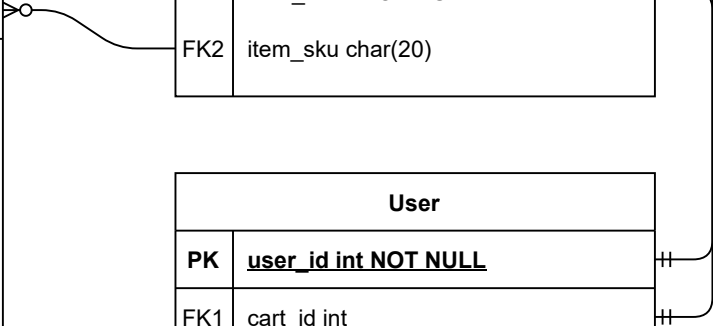 FK2 item_sku char(20)
User
PK user_id int NOT NULL
FK1 cart_id int